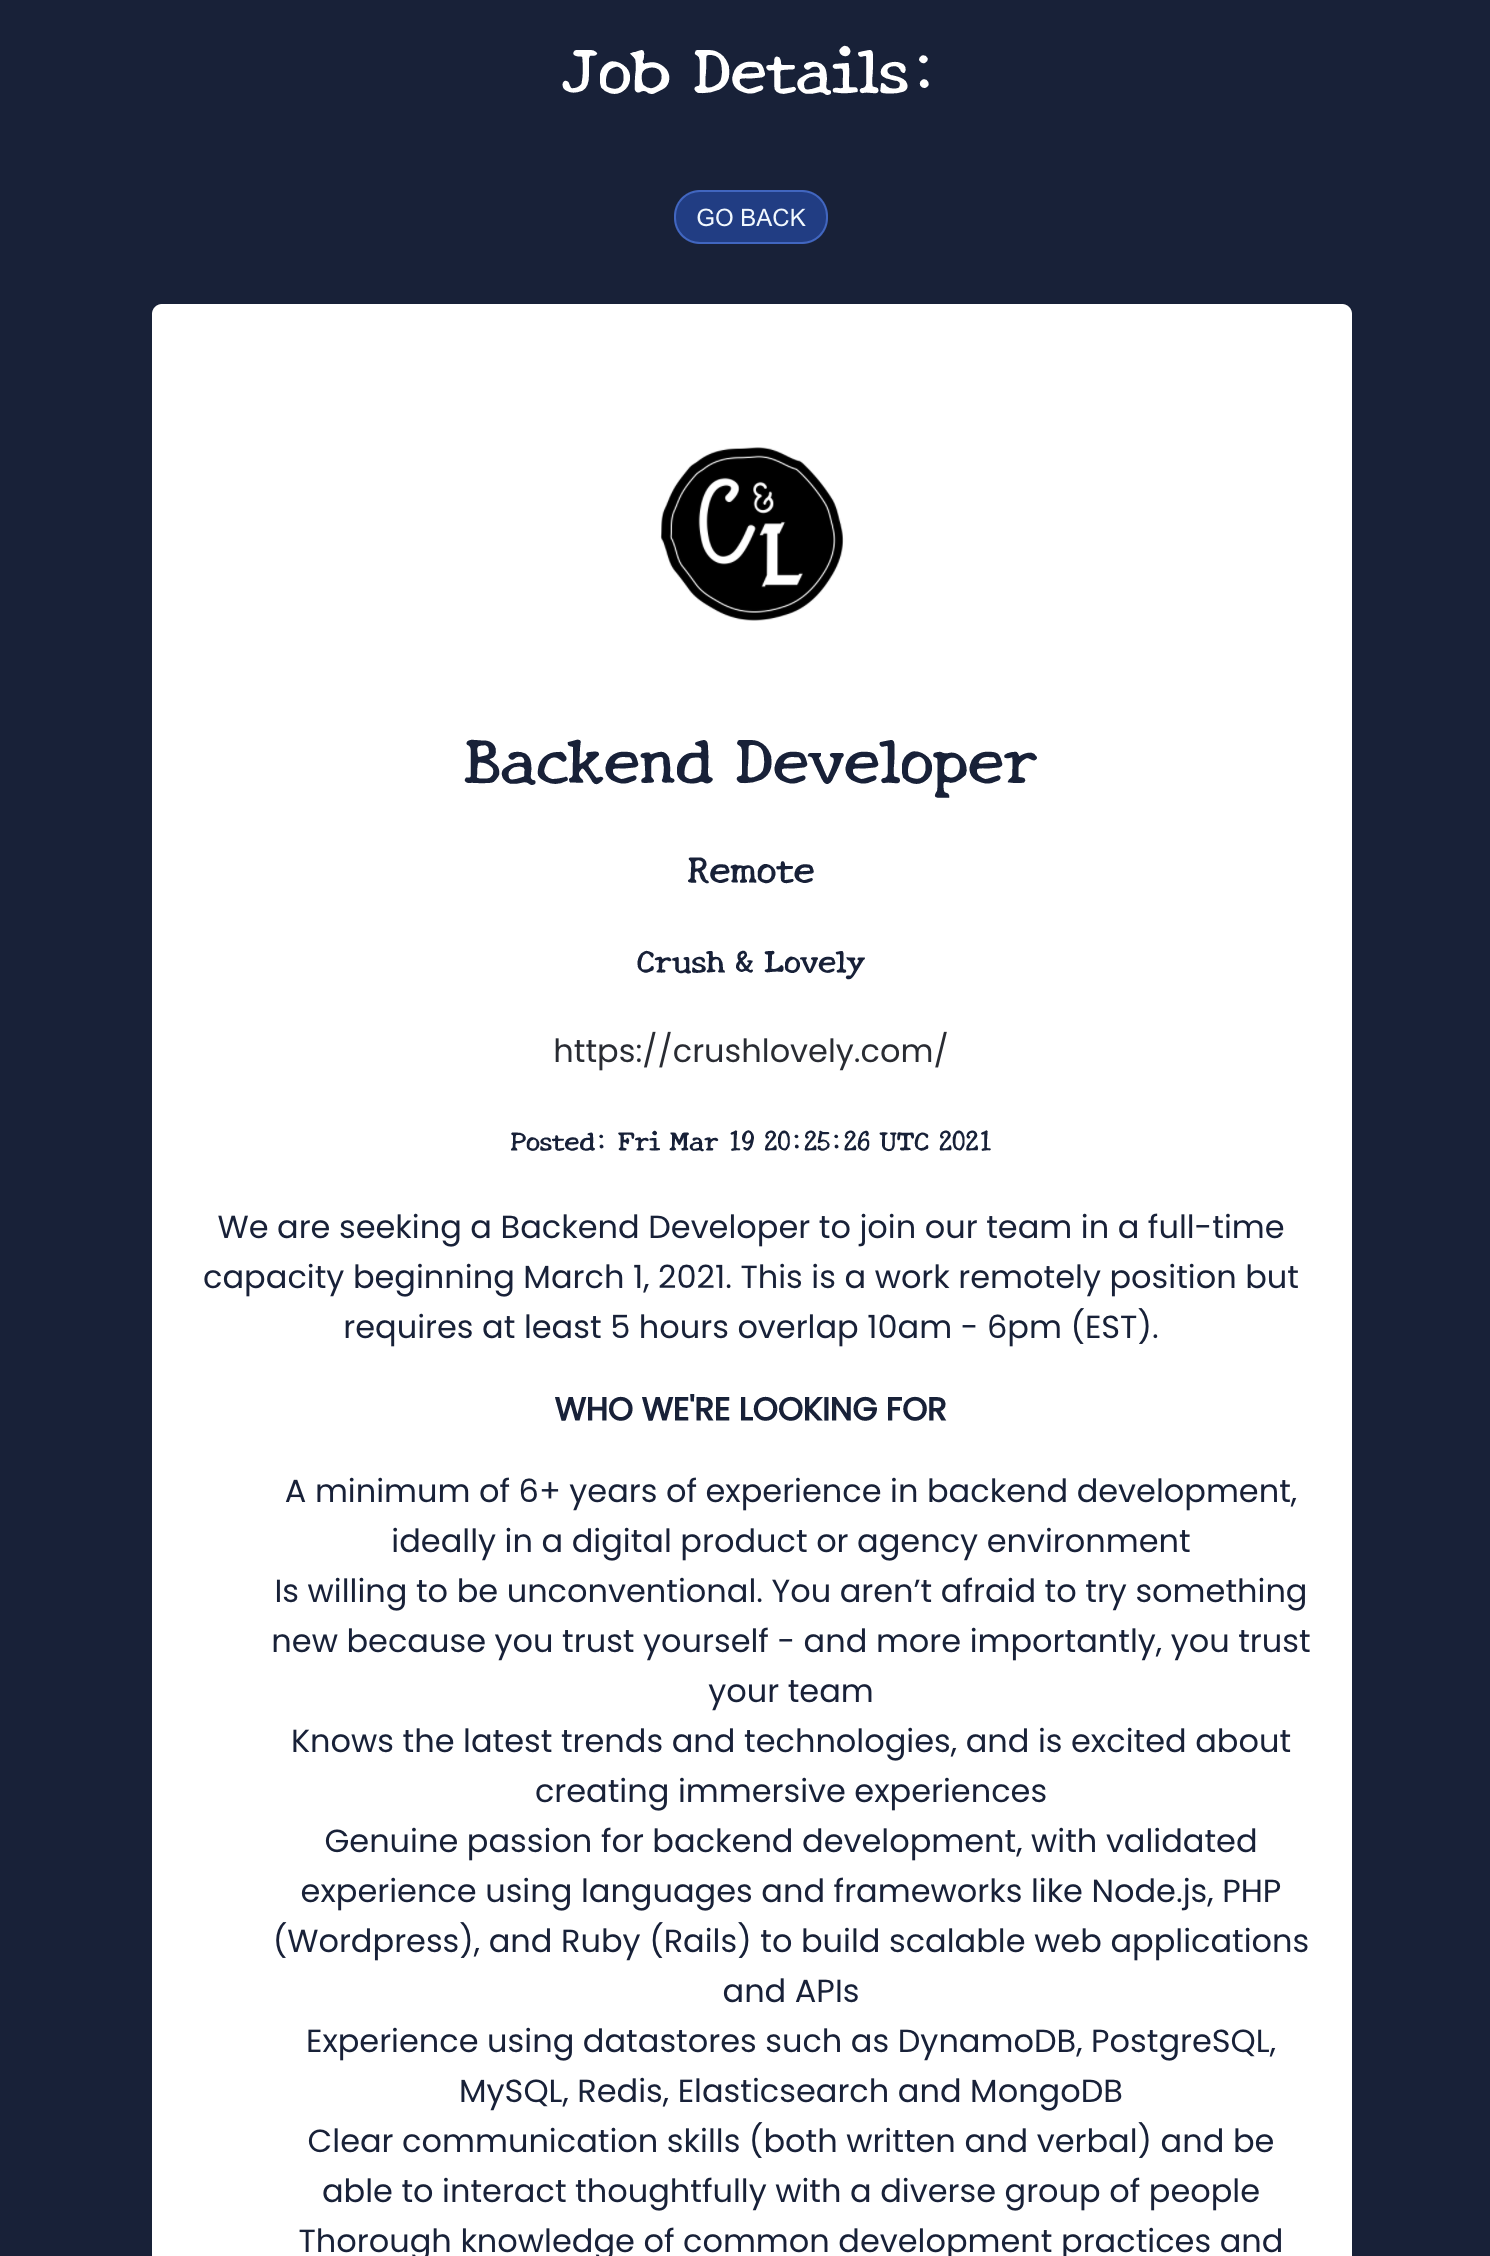 Job Details:
GO BACK
C & L
Backend Developer
Remote
Crush & Lovely
https://crushlovely.com/
Posted: Fri Mar 19 20:25:26 UTC 2021
We are seeking a Backend Developer to join our team in a full-time
capacity beginning March 1, 2021. This is a work remotely position but
requires at least 5 hours overlap 10am - 6pm (EST).
WHO WE'RE LOOKING FOR
A minimum of 6+ years of experience in backend development,
ideally in a digital product or agency environment
Is willing to be unconventional. You aren’t afraid to try something
new because you trust yourself - and more importantly, you trust
your team
Knows the latest trends and technologies, and is excited about
creating immersive experiences
Genuine passion for backend development, with validated
experience using languages and frameworks like Node.js, PHP
(Wordpress), and Ruby (Rails) to build scalable web applications
and APIs
Experience using datastores such as DynamoDB, PostgreSQL,
MySQL, Redis, Elasticsearch and MongoDB
Clear communication skills (both written and verbal) and be
able to interact thoughtfully with a diverse group of people
Thorough knowledge of common development practices and